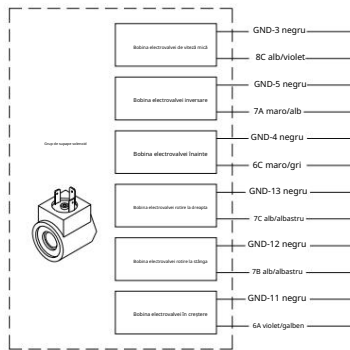 GND-3 negru
Bobina electrovalvei de viteză mică
8C alb/violet
GND-5 negru
Bobina electrovalvei inversare
7A maro/alb
GND-4 negru
Grup de supape solenoid
Bobina electrovalvei înainte
6C maro/gri
GND-13 negru
Bobina electrovalvei rotire la dreapta
7C alb/albastru
GND-12 negru
Bobina electrovalvei rotire la stânga
7B alb/albastru
GND-11 negru
Bobina electrovalvei în creștere
6A violet/galben